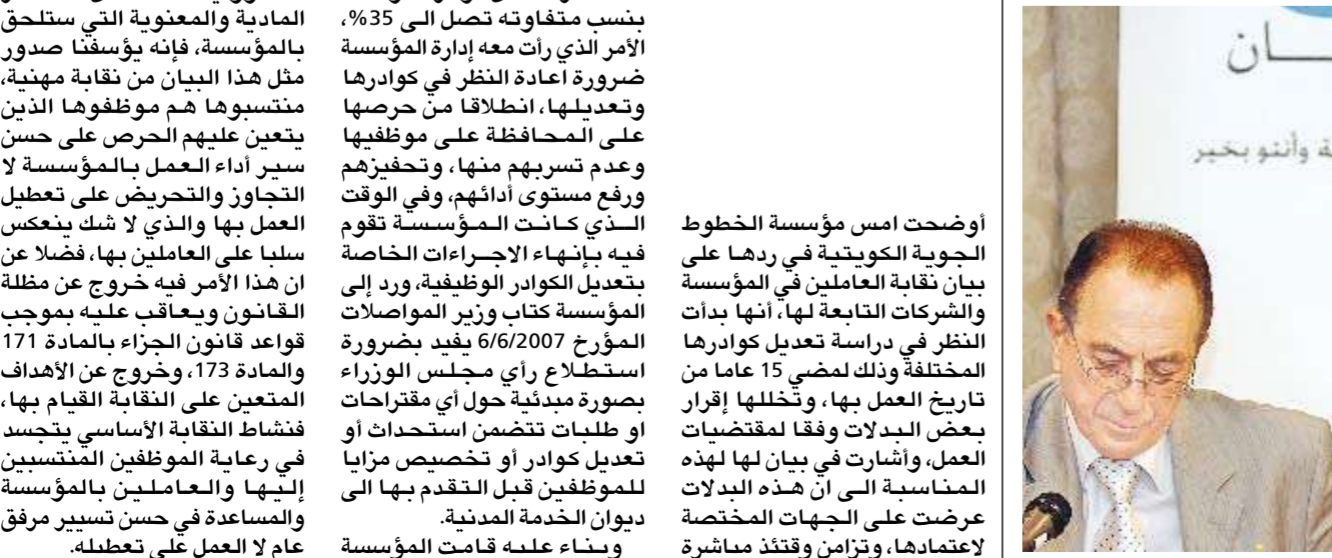 أوضحت امس مؤسسة الخطوط
الجوية الكويتية في ردها على
بيان نقابة العاملين في المؤسسة
والشركات التابعة لها، أنها بدأت
النظر في دراسة تعديل كوادرها
المختلفة وذلك لمضي 15 عاما من
تاريخ العمل بها، وتخللها إقرار
بعض البدلات وفقا لمقتضيات
العمل، وأشارت في بيان لها لهذه
المناسبة الى ان هذه البدلات
عرضت على الجهات المختصة
لاعتمادها، وتزامن وقتئذ مباشرة
بنسب متفاوته تصل الى 35%،
الأمر الذي رأت معه إدارة المؤسسة
ضرورة اعادة النظر في كوادرها
وتعديلها، انطلاقا من حرصها
على المحافظة على موظفيها
وعدم تسربهم منها، وتحفيزهم
ورفع مستوى أدائهم، وفي الوقت
الذي كانت المؤسسة تقوم
فيه بإنهاء الاجراءات الخاصة
بتعديل الكوادر الوظيفية، ورد إلى
المؤسسة كتاب وزير المواصلات
المؤرخ 6/6/2007 يفيد بضرورة
استطلاع رأي مجلس الوزراء
بصورة مبدئية حول أي مقتراحات
او طلبات تتضمن استحداث أو
تعديل كوادر أو تخصيص مزايا
للموظفين قبل التقدم بها الى
ديوان الخدمة المدنية.
وبناء عليه قامت المؤسسة
المادية والمعنوية التي ستلحق
بالمؤسسة، فإنه يؤسفنا صدور
مثل هذا البيان من نقابة مهنية،
منتسبوها هم موظفوها الذين
يتعين عليهم الحرص على حسن
سير أداء العمل بالمؤسسة لا
التجاوز والتحريض على تعطيل
العمل بها والذي لا شك ينعكس
سلبا على العاملين بها، فضلا عن
ان هذا الأمر فيه خروج عن مظلة
القانون ويعاقب عليه بموجب
قواعد قانون الجزاء بالمادة 171
والمادة 173، وخروج عن الأهداف
المتعين على النقابة القيام بها،
فنشاط النقابة الأساسي يتجسد
في رعاية الموظفين المنتسبين
إليها والعاملين بالمؤسسة
والمساعدة في حسن تسيير مرفق
عام لا العمل على تعطيله.
ـان
ة وأنتو بخير